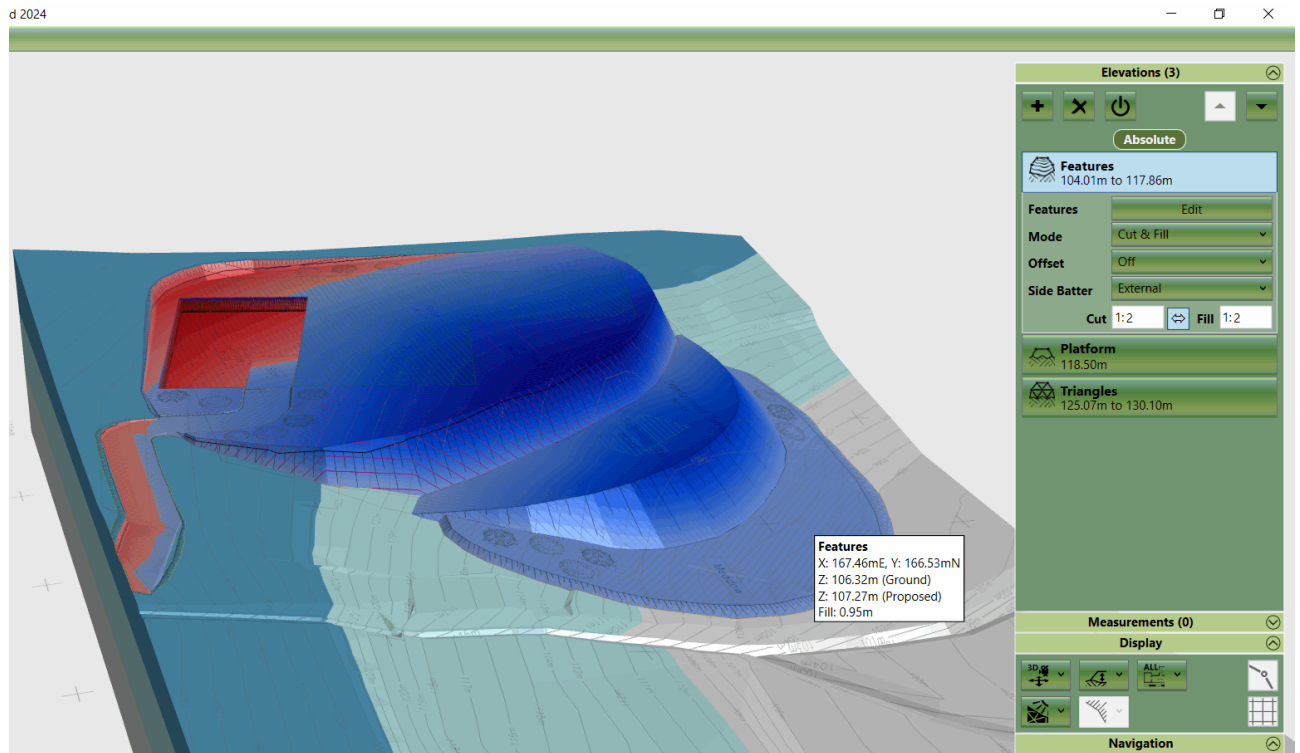 d 2024
Elevations (3)
Absolute
Features
104.01m to 117.86m
Features Edit
Mode Cut & Fill
Offset Off
Side Batter External
Cut 1:2 Fill 1:2
Platform
118.50m
Triangles
125.07m to 130.10m
Features
X: 167.46mE, Y: 166.53mN
Z: 106.32m (Ground)
Z: 107.27m (Proposed)
Fill: 0.95m
Measurements (0)
Display
3D
ALL
Navigation